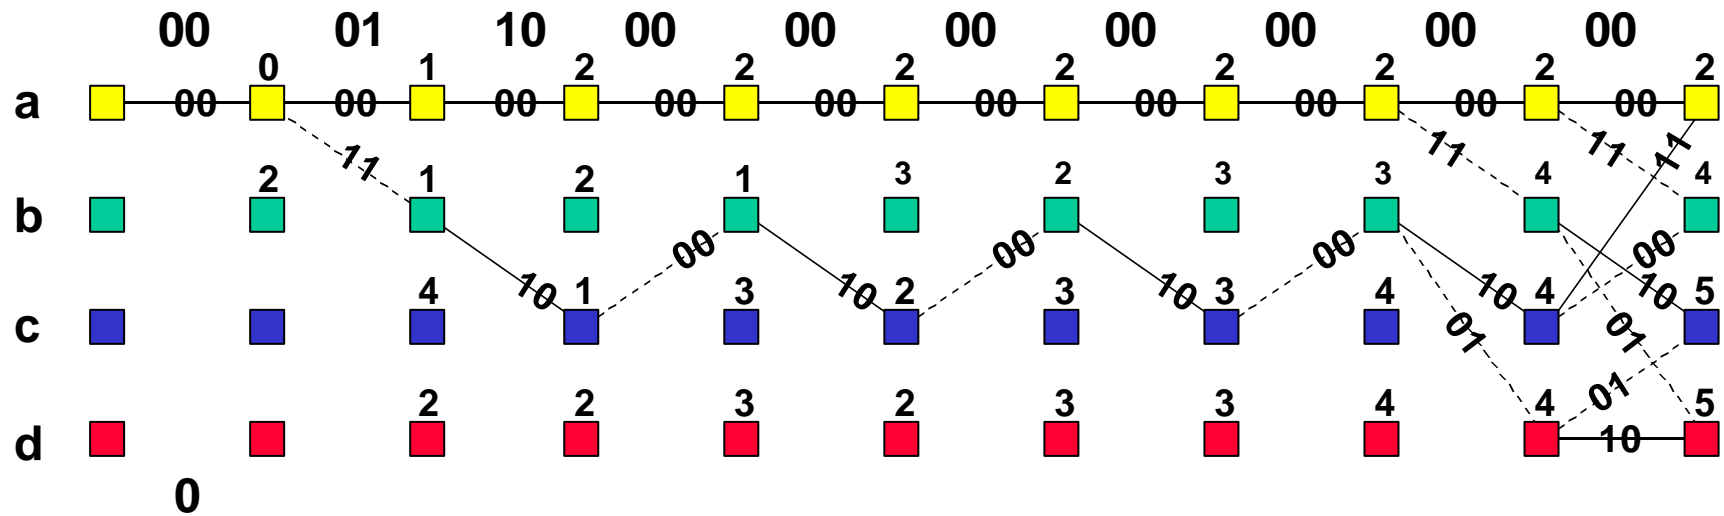 00 01 10 00 00 00 00 00 00 00
0 1 2 2 2 2 2 2 2 2
a 00 00 00 00 00 00 00 00 00 00
11 11 11 11
2 1 2 1 3 2 3 3 4 4
b
00 00 00 00
10 10 10 10 10
4 1 3 2 3 3 4 4 5
c
01 01
01
2 2 3 2 3 3 4 4 5
d 10
0